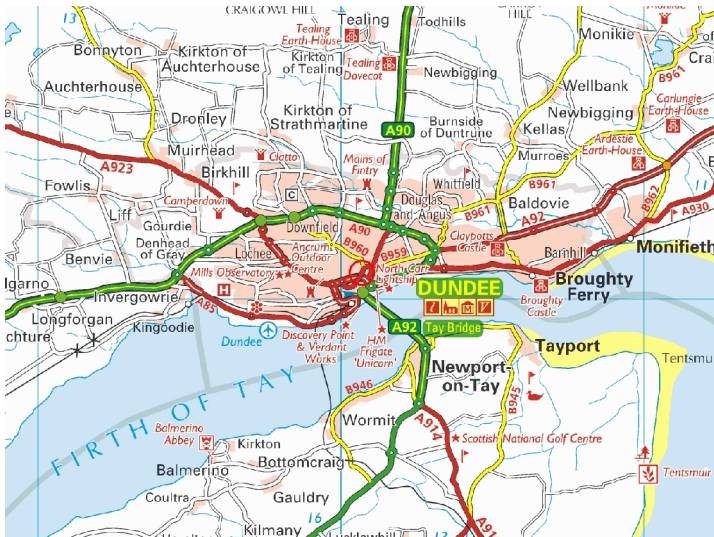 CRAIGOWL HILL
HILL
13
Tealing
Todhills
Tealing
Earth-House
Monikie
Bonnyton
Kirkton of
Auchterhouse
Kirkton
of Tealing
Tealing
Dovecot
Newbigging
B961
Auchterhouse
Wellbank
Carlungie
Earth-House
Dronley
Kirkton of
Strathmartine
A90
Burnside
of Duntrune
Kellas
Newbigging
Ardestie
Earth-House
A923
Muirhead
Clatto
Mains of
Fintry
Murroes
Birkhill
Whitfield
B961
B962
11
Fowlis
Camperdown
C
Douglas
and Angus
B961
Baldovie
A930
Liff
Gourdie
Downfield
A90
A92
Denhead
of Gray
B960
B959
Claypotts
Castle
Monifieth
Benvie
Lochee
Ancrum
Outdoor
Centre
Barnhill
Mills Observatory
North Carr
Lightship
Broughty
Ferry
lgarno
Invergowrie
H
DUNDEE
Broughty
Castle
Longforgan
A85
i
M
V
chture
Kingoodie
Dundee
Discovery Point
& Verdant
Works
HM
Frigate
'Unicorn'
A92
Tay Bridge
Tayport
Tentsmu
FIRTH OF TAY
Newport-
on-Tay
B946
B945
Wormit
A914
Balmerino
Abbey
Kirkton
Scottish National Golf Centre
Bottomcraig
Balmerino
Tentsmuir
Coultra
Gauldry
16
Kilmany
A91